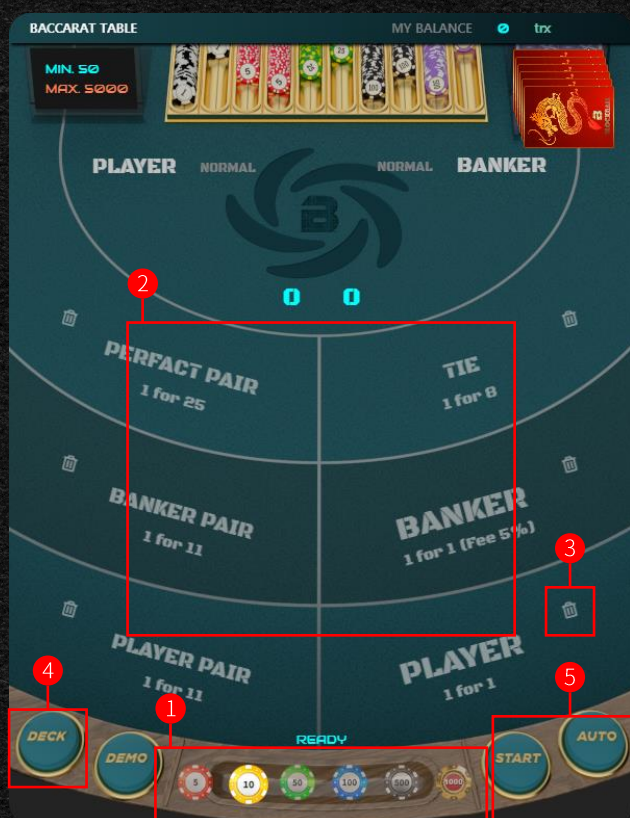 BACCARAT TABLE MY BALANCE 0 trx
MIN. 50
MAX. 5000
PLAYER NORMAL NORMAL BANKER
B
0 0
2
PERFACT PAIR
1 for 25
TIE
1 for 8
BANKER PAIR
1 for 11
BANKER
1 for 1 (Fee 5%)
3
PLAYER PAIR
1 for 11
PLAYER
1 for 1
4
1
5
READY
DECK
DEMO
5
10
50
100
500
5000
START
AUTO